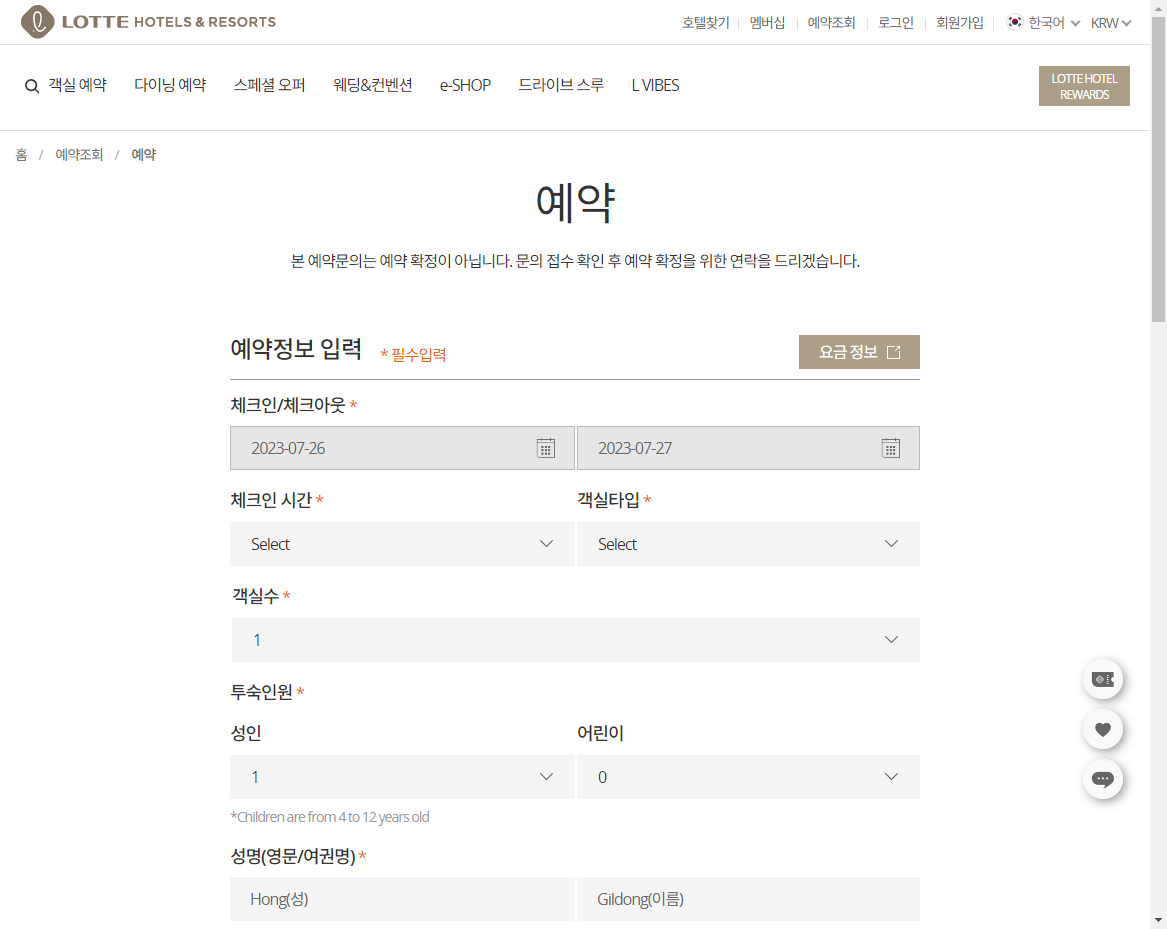 LOTTE HOTELS & RESORTS
호텔찾기 멤버십 예약조회 로그인 회원가입 한국어 KRW
객실 예약 다이닝 예약 스페셜 오퍼 웨딩&컨벤션 e-SHOP 드라이브 스루 L VIBES
LOTTE HOTEL
REWARDS
홈 / 예약조회 / 예약
예약
본 예약문의는 예약 확정이 아닙니다. 문의 접수 확인 후 예약 확정을 위한 연락을 드리겠습니다.
예약정보 입력 * 필수입력 요금 정보
체크인/체크아웃 *
2023-07-26 2023-07-27
체크인 시간 * 객실타입 *
Select Select
객실수 *
1
투숙인원 *
성인 어린이
1 0
*Children are from 4 to 12 years old
성명(영문/여권명) *
Hong(성) Gildong(이름)